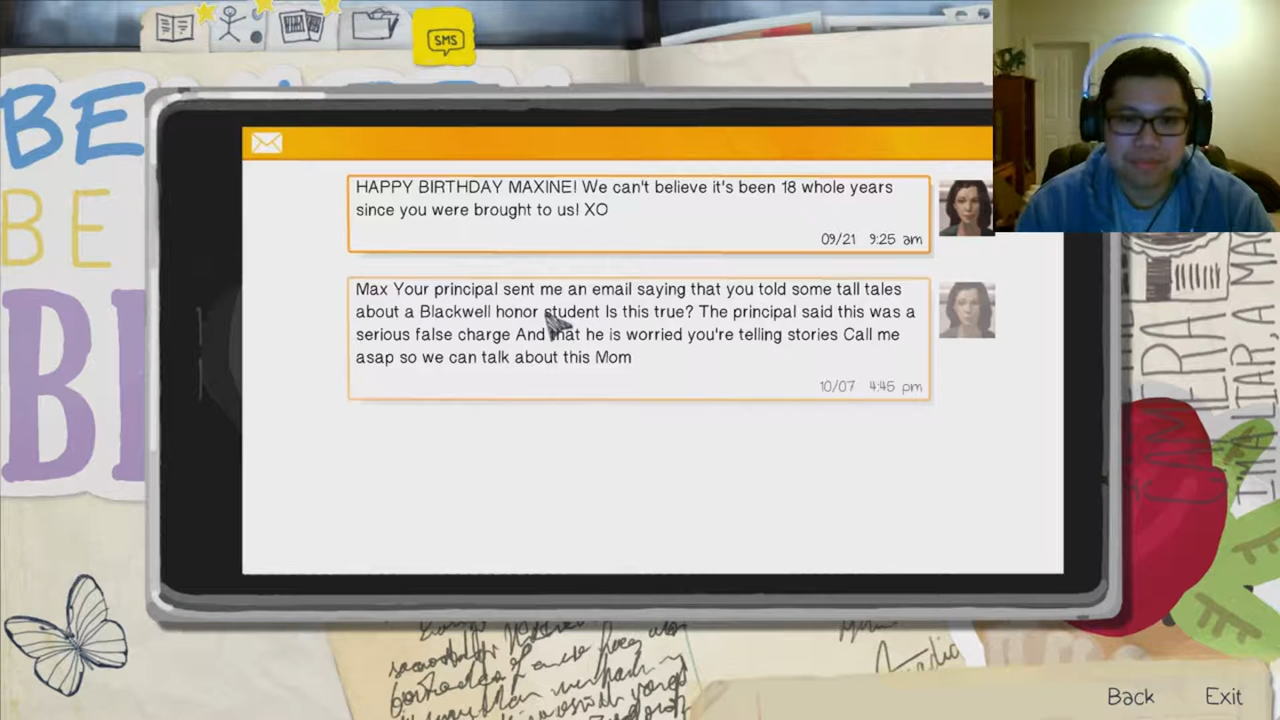 SMS
BE
BE
HAPPY BIRTHDAY MAXINE! We can't believe it's been 18 whole years
since you were brought to us! XO
09/21 9:25 am
Max Your principal sent me an email saying that you told some tall tales
about a Blackwell honor student Is this true? The principal said this was a
serious false charge And that he is worried you're telling stories Call me
asap so we can talk about this Mom
10/07 4:45 pm
Back Exit